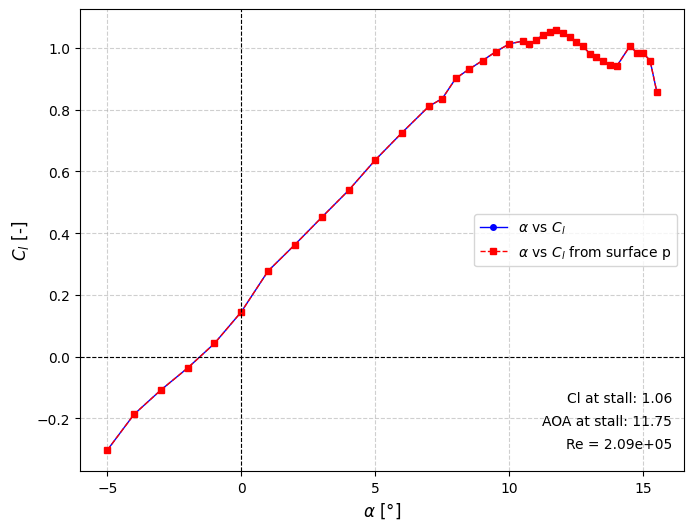 1.0
0.8
0.6
0.4
0.2
0.0
−0.2
C_l [-]
α vs C_l
α vs C_l from surface p
Cl at stall: 1.06
AOA at stall: 11.75
Re = 2.09e+05
−5 0 5 10 15
α [°]